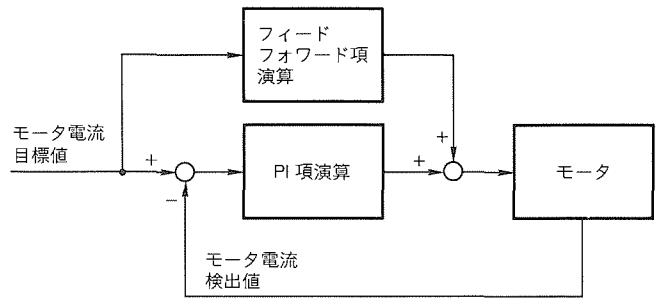 フィード
フォワード項
演算
モータ電流
目標値
+
−
PI 項演算
+
+
モータ
モータ電流
検出値